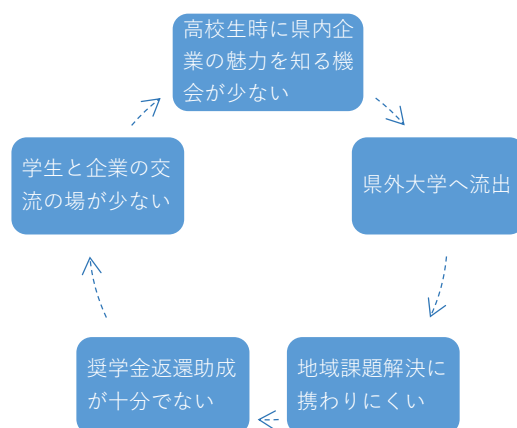 高校生時に県内企
業の魅力を知る機
会が少ない
県外大学へ流出
地域課題解決に
携わりにくい
奨学金返還助成
が十分でない
学生と企業の交
流の場が少ない